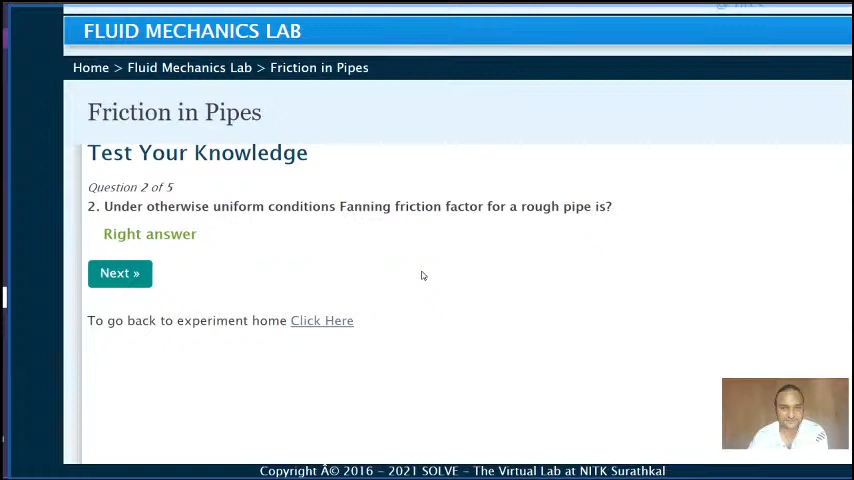 FLUID MECHANICS LAB
Home > Fluid Mechanics Lab > Friction in Pipes
Friction in Pipes
Test Your Knowledge
Question 2 of 5
2. Under otherwise uniform conditions Fanning friction factor for a rough pipe is?
Right answer
Next »
To go back to experiment home Click Here
Copyright Â© 2016 - 2021 SOLVE - The Virtual Lab at NITK Surathkal